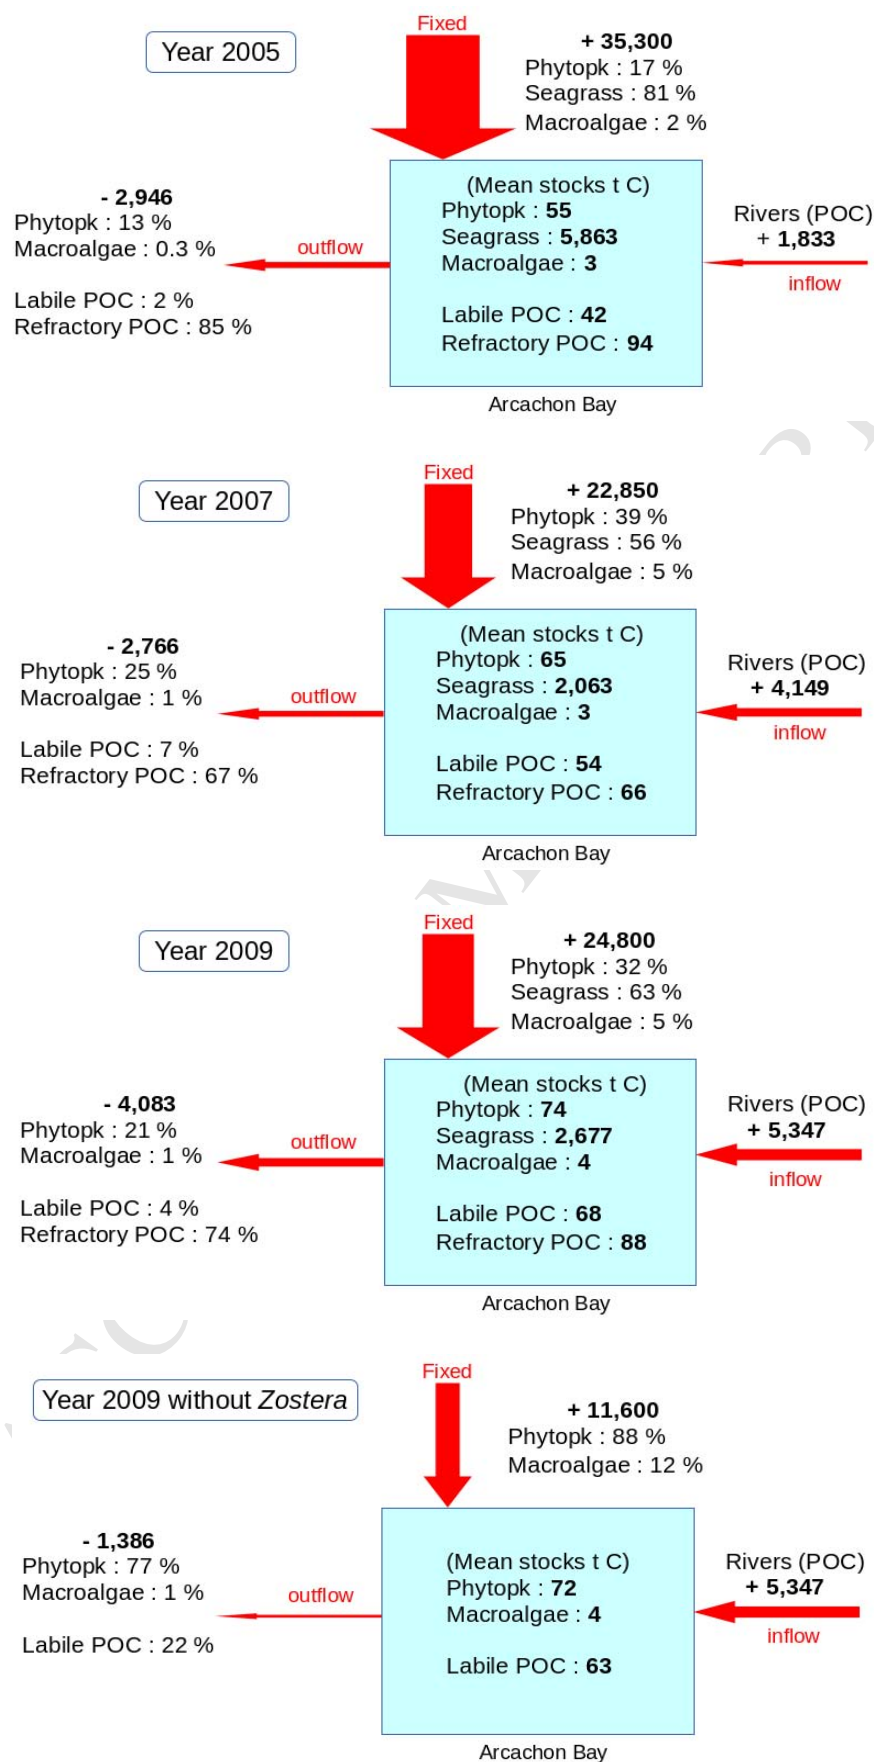 Fixed
Year 2005
+ 35,300
Phytopk : 17 %
Seagrass : 81 %
Macroalgae : 2 %
- 2,946
Phytopk : 13 %
Macroalgae : 0.3 %
Labile POC : 2 %
Refractory POC : 85 %
outflow
(Mean stocks t C)
Phytopk : 55
Seagrass : 5,863
Macroalgae : 3
Labile POC : 42
Refractory POC : 94
Rivers (POC)
+ 1,833
inflow
Arcachon Bay
Fixed
Year 2007
+ 22,850
Phytopk : 39 %
Seagrass : 56 %
Macroalgae : 5 %
- 2,766
Phytopk : 25 %
Macroalgae : 1 %
Labile POC : 7 %
Refractory POC : 67 %
outflow
(Mean stocks t C)
Phytopk : 65
Seagrass : 2,063
Macroalgae : 3
Labile POC : 54
Refractory POC : 66
Rivers (POC)
+ 4,149
inflow
Arcachon Bay
Fixed
Year 2009
+ 24,800
Phytopk : 32 %
Seagrass : 63 %
Macroalgae : 5 %
- 4,083
Phytopk : 21 %
Macroalgae : 1 %
Labile POC : 4 %
Refractory POC : 74 %
outflow
(Mean stocks t C)
Phytopk : 74
Seagrass : 2,677
Macroalgae : 4
Labile POC : 68
Refractory POC : 88
Rivers (POC)
+ 5,347
inflow
Arcachon Bay
Fixed
Year 2009 without Zostera
+ 11,600
Phytopk : 88 %
Macroalgae : 12 %
- 1,386
Phytopk : 77 %
Macroalgae : 1 %
Labile POC : 22 %
outflow
(Mean stocks t C)
Phytopk : 72
Macroalgae : 4
Labile POC : 63
Rivers (POC)
+ 5,347
inflow
Arcachon Bay